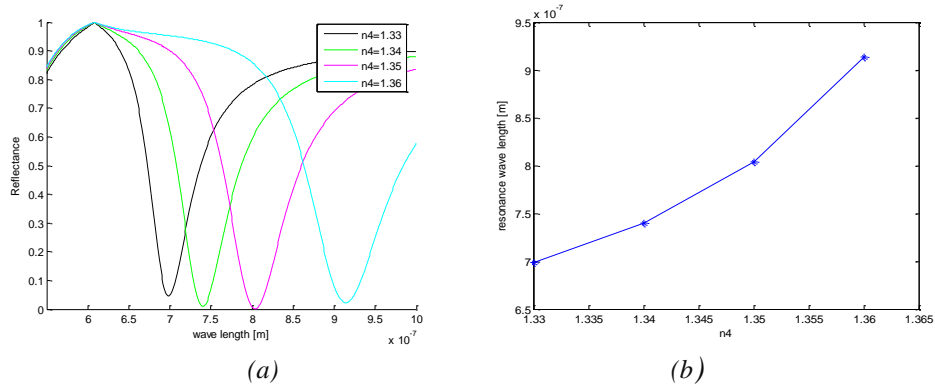 1
0.9
0.8
0.7
0.6
0.5
0.4
0.3
0.2
0.1
0
Reflectance
6 6.5 7 7.5 8 8.5 9 9.5 10
wave length [m]
x 10^-7
n4=1.33
n4=1.34
n4=1.35
n4=1.36
(a)
x 10^-7
9.5
9
8.5
8
7.5
7
6.5
resonance wave length [m]
1.33 1.335 1.34 1.345 1.35 1.355 1.36 1.365
n4
(b)